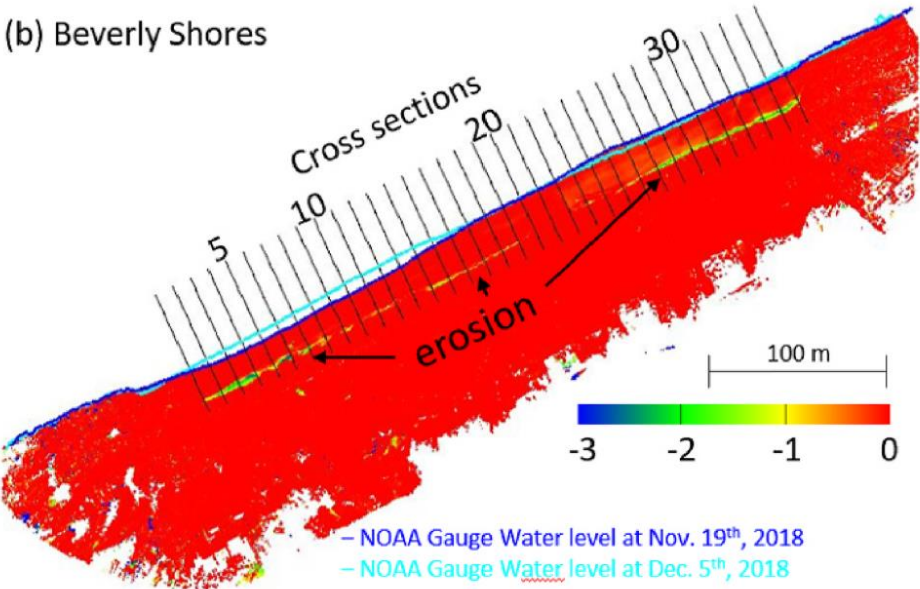 (b) Beverly Shores
30
Cross sections
20
10
5
erosion
100 m
-3 -2 -1 0
– NOAA Gauge Water level at Nov. 19th, 2018
– NOAA Gauge Water level at Dec. 5th, 2018